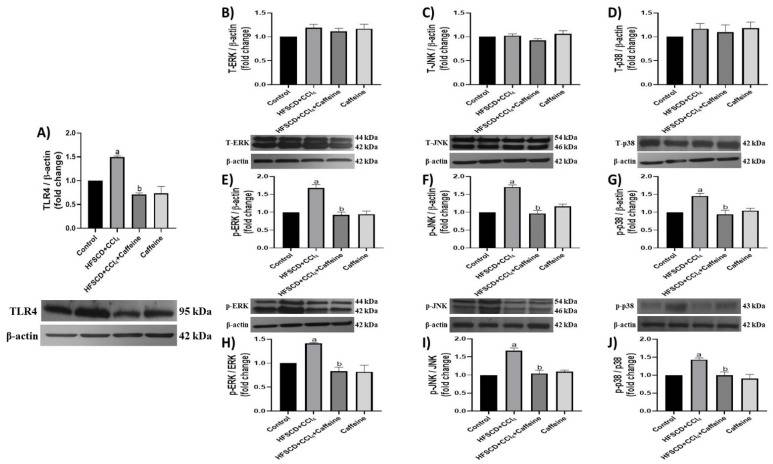 A)
TLR4 / β-actin
(fold change)
2.0
1.5
1.0
0.5
0.0
a
b
Control
HFSCD+CCl4
HFSCD+CCl4+Caffeine
Caffeine
TLR4
95 kDa
β-actin
42 kDa
B)
T-ERK / β-actin
(fold change)
1.5
1.0
0.5
0.0
Control
HFSCD+CCl4
HFSCD+CCl4+Caffeine
Caffeine
T-ERK
44 kDa
42 kDa
β-actin
42 kDa
C)
T-JNK / β-actin
(fold change)
1.5
1.0
0.5
0.0
Control
HFSCD+CCl4
HFSCD+CCl4+Caffeine
Caffeine
T-JNK
54 kDa
46 kDa
β-actin
42 kDa
D)
T-p38 / β-actin
(fold change)
1.5
1.0
0.5
0.0
Control
HFSCD+CCl4
HFSCD+CCl4+Caffeine
Caffeine
T-p38
42 kDa
β-actin
42 kDa
E)
p-ERK / β-actin
(fold change)
2.0
1.5
1.0
0.5
0.0
a
b
Control
HFSCD+CCl4
HFSCD+CCl4+Caffeine
Caffeine
p-ERK
44 kDa
42 kDa
β-actin
42 kDa
F)
p-JNK / β-actin
(fold change)
2.0
1.5
1.0
0.5
0.0
a
b
Control
HFSCD+CCl4
HFSCD+CCl4+Caffeine
Caffeine
p-JNK
54 kDa
46 kDa
β-actin
42 kDa
G)
p-p38 / β-actin
(fold change)
2.0
1.5
1.0
0.5
0.0
a
b
Control
HFSCD+CCl4
HFSCD+CCl4+Caffeine
Caffeine
p-p38
43 kDa
β-actin
42 kDa
H)
p-ERK / ERK
(fold change)
1.5
1.0
0.5
0.0
a
b
Control
HFSCD+CCl4
HFSCD+CCl4+Caffeine
Caffeine
I)
p-JNK / JNK
(fold change)
2.0
1.5
1.0
0.5
0.0
a
b
Control
HFSCD+CCl4
HFSCD+CCl4+Caffeine
Caffeine
J)
p-p38 / p38
(fold change)
2.0
1.5
1.0
0.5
0.0
a
b
Control
HFSCD+CCl4
HFSCD+CCl4+Caffeine
Caffeine